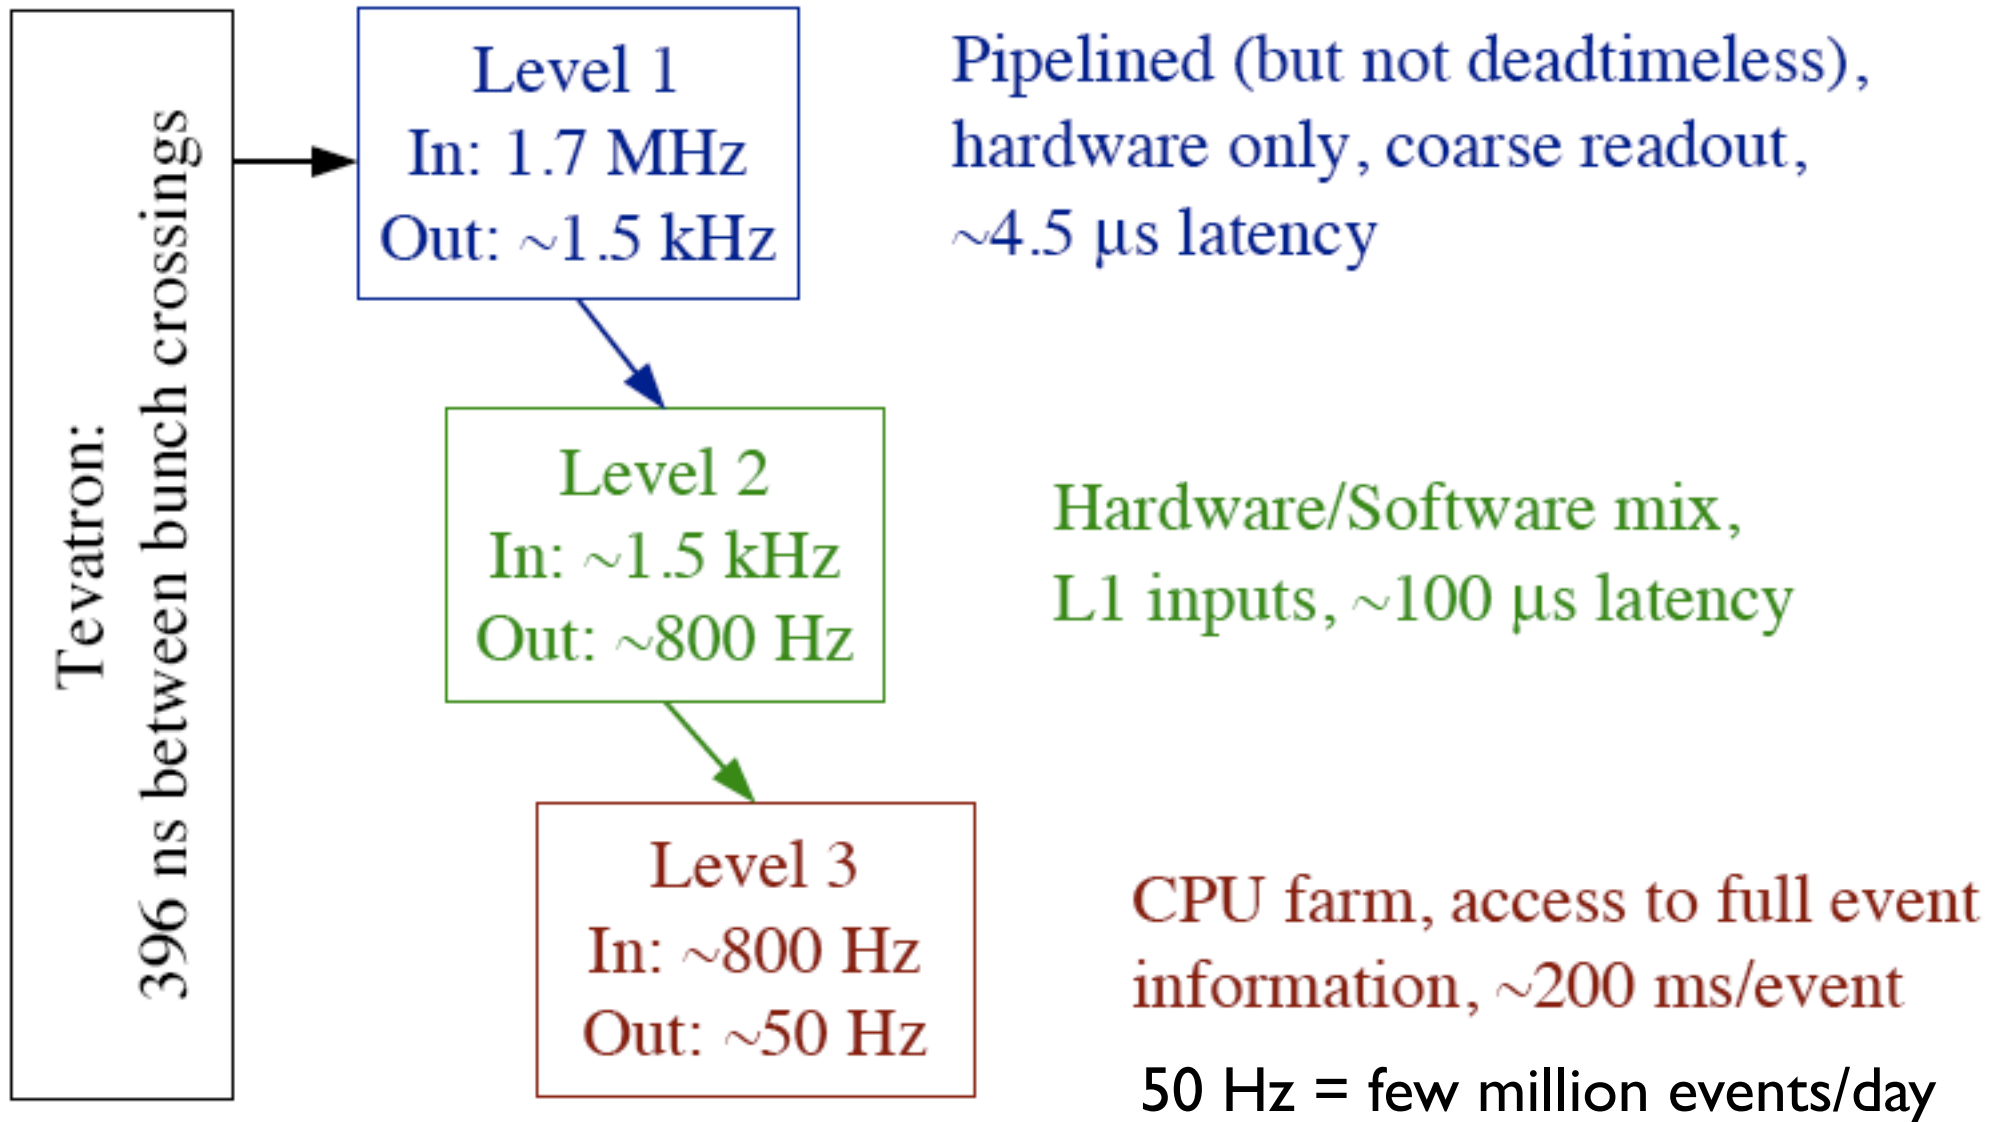 Tevatron:
396 ns between bunch crossings
Level 1
In: 1.7 MHz
Out: ~1.5 kHz
Pipelined (but not deadtimeless),
hardware only, coarse readout,
~4.5 µs latency
Level 2
In: ~1.5 kHz
Out: ~800 Hz
Hardware/Software mix,
L1 inputs, ~100 µs latency
Level 3
In: ~800 Hz
Out: ~50 Hz
CPU farm, access to full event
information, ~200 ms/event
50 Hz = few million events/day